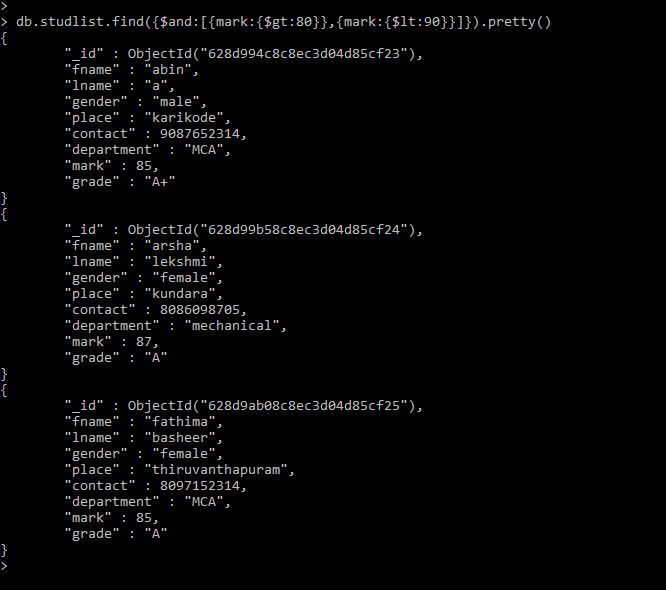 >
> db.studlist.find({$and:[{mark:{$gt:80}},{mark:{$lt:90}}]}).pretty()
{
        "_id" : ObjectId("628d994c8ec3d04d85cf23"),
        "fname" : "abin",
        "lname" : "a",
        "gender" : "male",
        "place" : "karikode",
        "contact" : 9087652314,
        "department" : "MCA",
        "mark" : 85,
        "grade" : "A+"
}
{
        "_id" : ObjectId("628d99b58c8ec3d04d85cf24"),
        "fname" : "arsha",
        "lname" : "lekshmi",
        "gender" : "female",
        "place" : "kundara",
        "contact" : 8086098705,
        "department" : "mechanical",
        "mark" : 87,
        "grade" : "A"
}
{
        "_id" : ObjectId("628d9ab08c8ec3d04d85cf25"),
        "fname" : "fathima",
        "lname" : "basheer",
        "gender" : "female",
        "place" : "thiruvanthapuram",
        "contact" : 8097152314,
        "department" : "MCA",
        "mark" : 85,
        "grade" : "A"
}
>